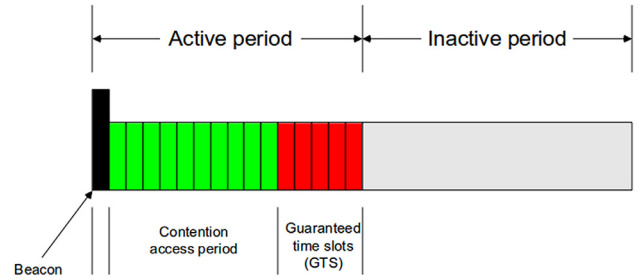 Active period
Inactive period
Contention
access period
Guaranteed
time slots
(GTS)
Beacon